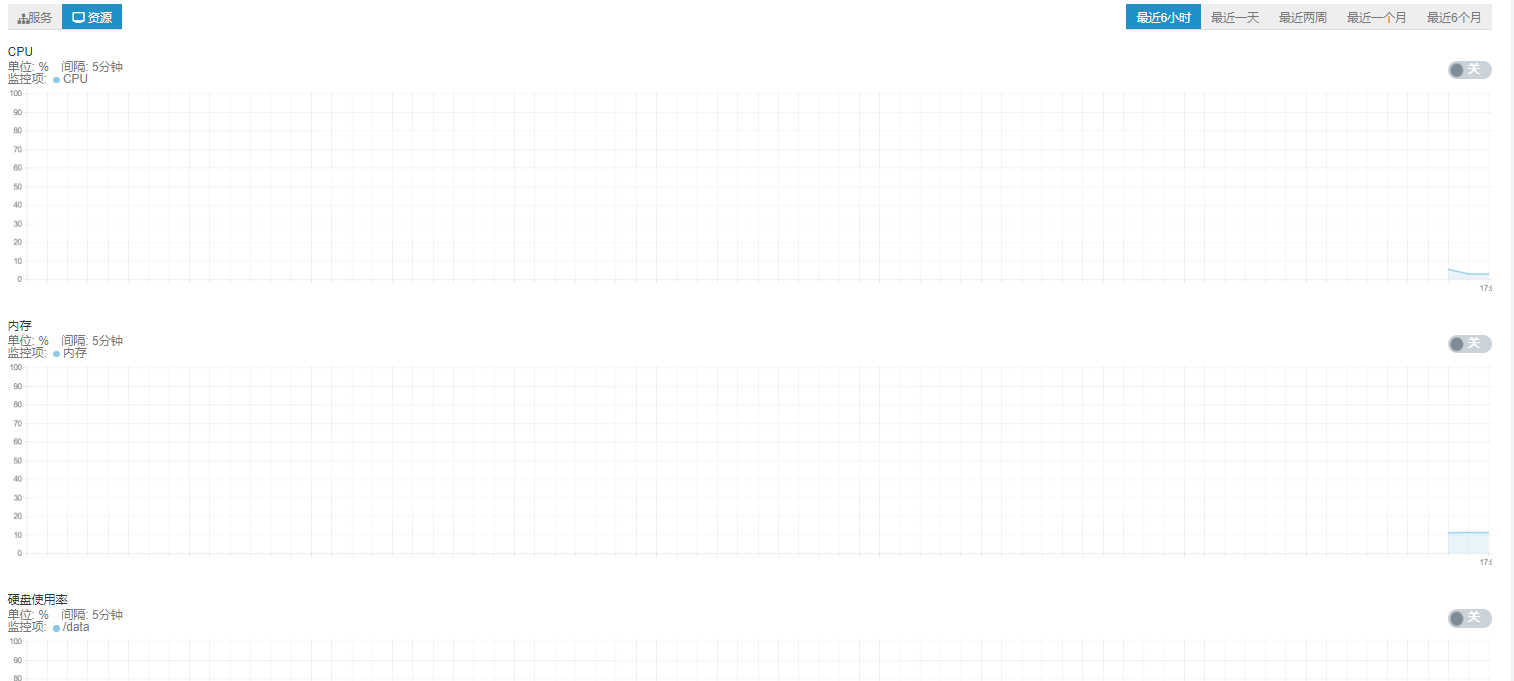 服务 资源 最近6小时 最近一天 最近两周 最近一个月 最近6个月
CPU
单位: % 间隔: 5分钟
监控项: CPU
关
100
90
80
70
60
50
40
30
20
10
0
17:0
内存
单位: % 间隔: 5分钟
监控项: 内存
关
100
90
80
70
60
50
40
30
20
10
0
17:0
硬盘使用率
单位: % 间隔: 5分钟
监控项: /data
关
100
90
80